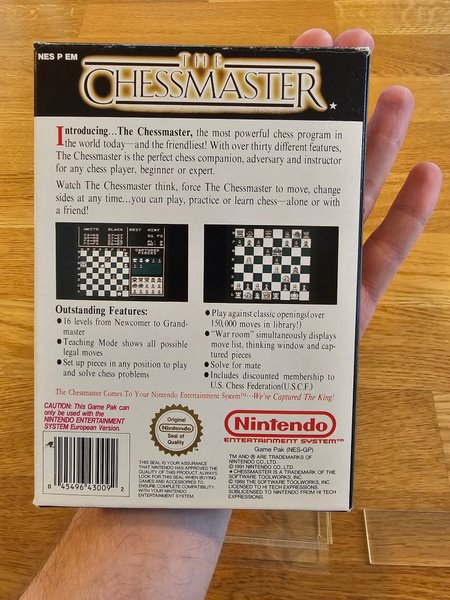 NES P EM
THE
CHESSMASTER
Introducing...The Chessmaster, the most powerful chess program in
the world today—and the friendliest! With over thirty different features,
The Chessmaster is the perfect chess companion, adversary and instructor
for any chess player, beginner or expert.
Watch The Chessmaster think, force The Chessmaster to move, change
sides at any time...you can play, practice or learn chess—alone or with
a friend!
WHITE BLACK BEST HINT
CAPTURED
PIECES
Outstanding Features:
● 16 levels from Newcomer to Grand-
master
● Teaching Mode shows all possible
legal moves
● Set up pieces in any position to play
and solve chess problems
● Play against classic openings(over
150,000 moves in library!)
● "War room" simultaneously displays
move list, thinking window and cap-
tured pieces
● Solve for mate
● Includes discounted membership to
U.S. Chess Federation(U.S.C.F.)
The Chessmaster Comes To Your Nintendo Entertainment System™--We've Captured The King!
CAUTION: This Game Pak can
only be used with the
NINTENDO ENTERTAINMENT
SYSTEM European Version.
0 45496 43009 2
Original
Nintendo
Seal of
Quality
THIS SEAL IS YOUR ASSURANCE
THAT NINTENDO HAS APPROVED THE
QUALITY OF THIS PRODUCT. ALWAYS
LOOK FOR THIS SEAL WHEN BUYING
GAMES AND ACCESSORIES TO
ENSURE COMPLETE COMPATIBILITY
WITH YOUR NINTENDO
ENTERTAINMENT SYSTEM.
Nintendo
ENTERTAINMENT SYSTEM™
Game Pak (NES-GP)
TM AND ® ARE TRADEMARKS OF
NINTENDO CO., LTD.
© 1991 NINTENDO CO., LTD.
★CHESSMASTER IS A TRADEMARK OF THE
SOFTWARE TOOLWORKS, INC.
© 1989 THE SOFTWARE TOOLWORKS, INC.
LICENSED TO HI TECH EXPRESSIONS.
SUBLICENSED TO NINTENDO FROM HI TECH
EXPRESSIONS.